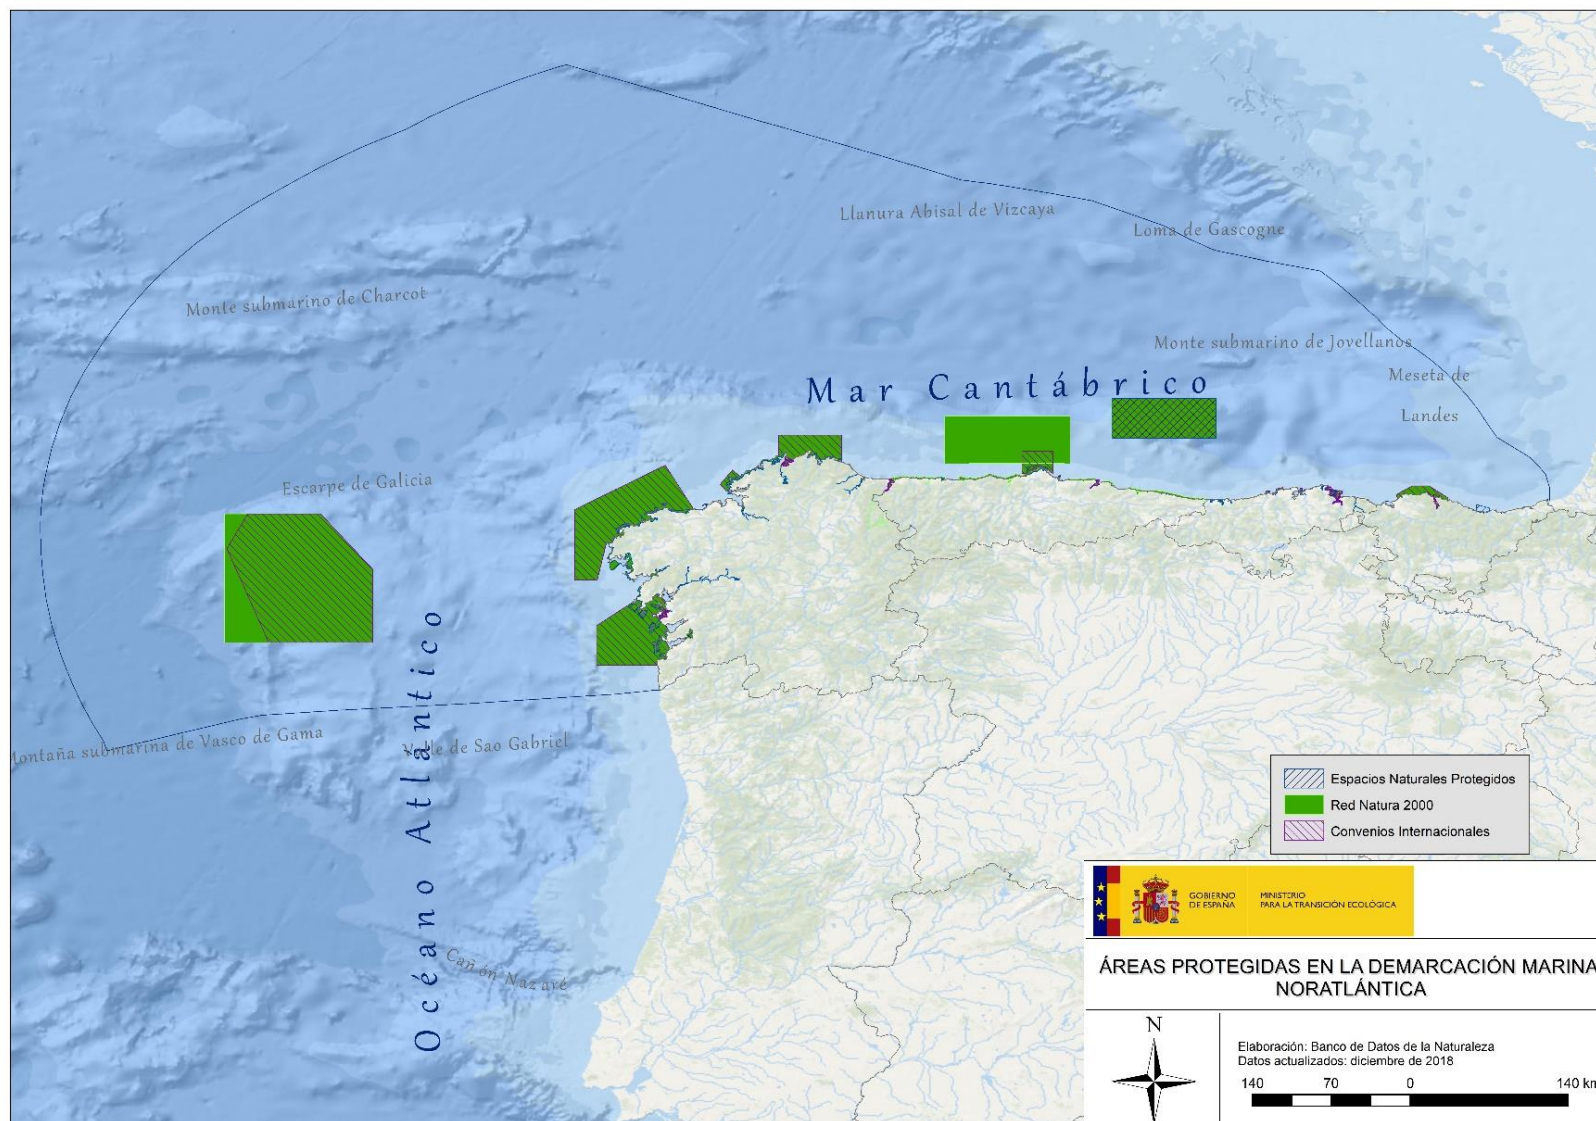 Llanura Abisal de Vizcaya
Loma de Gascogne
Monte submarino de Charcot
Monte submarino de Jovellanos
Mar Cantábrico
Meseta de
Landes
Escarpe de Galicia
Océano Atlántico
Montaña submarina de Vasco de Gama
Valle de Sao Gabriel
Cañón Nazaré
Espacios Naturales Protegidos
Red Natura 2000
Convenios Internacionales
GOBIERNO
DE ESPAÑA
MINISTERIO
PARA LA TRANSICIÓN ECOLÓGICA
ÁREAS PROTEGIDAS EN LA DEMARCACIÓN MARINA
NORATLÁNTICA
N
Elaboración: Banco de Datos de la Naturaleza
Datos actualizados: diciembre de 2018
140 70 0 140 km